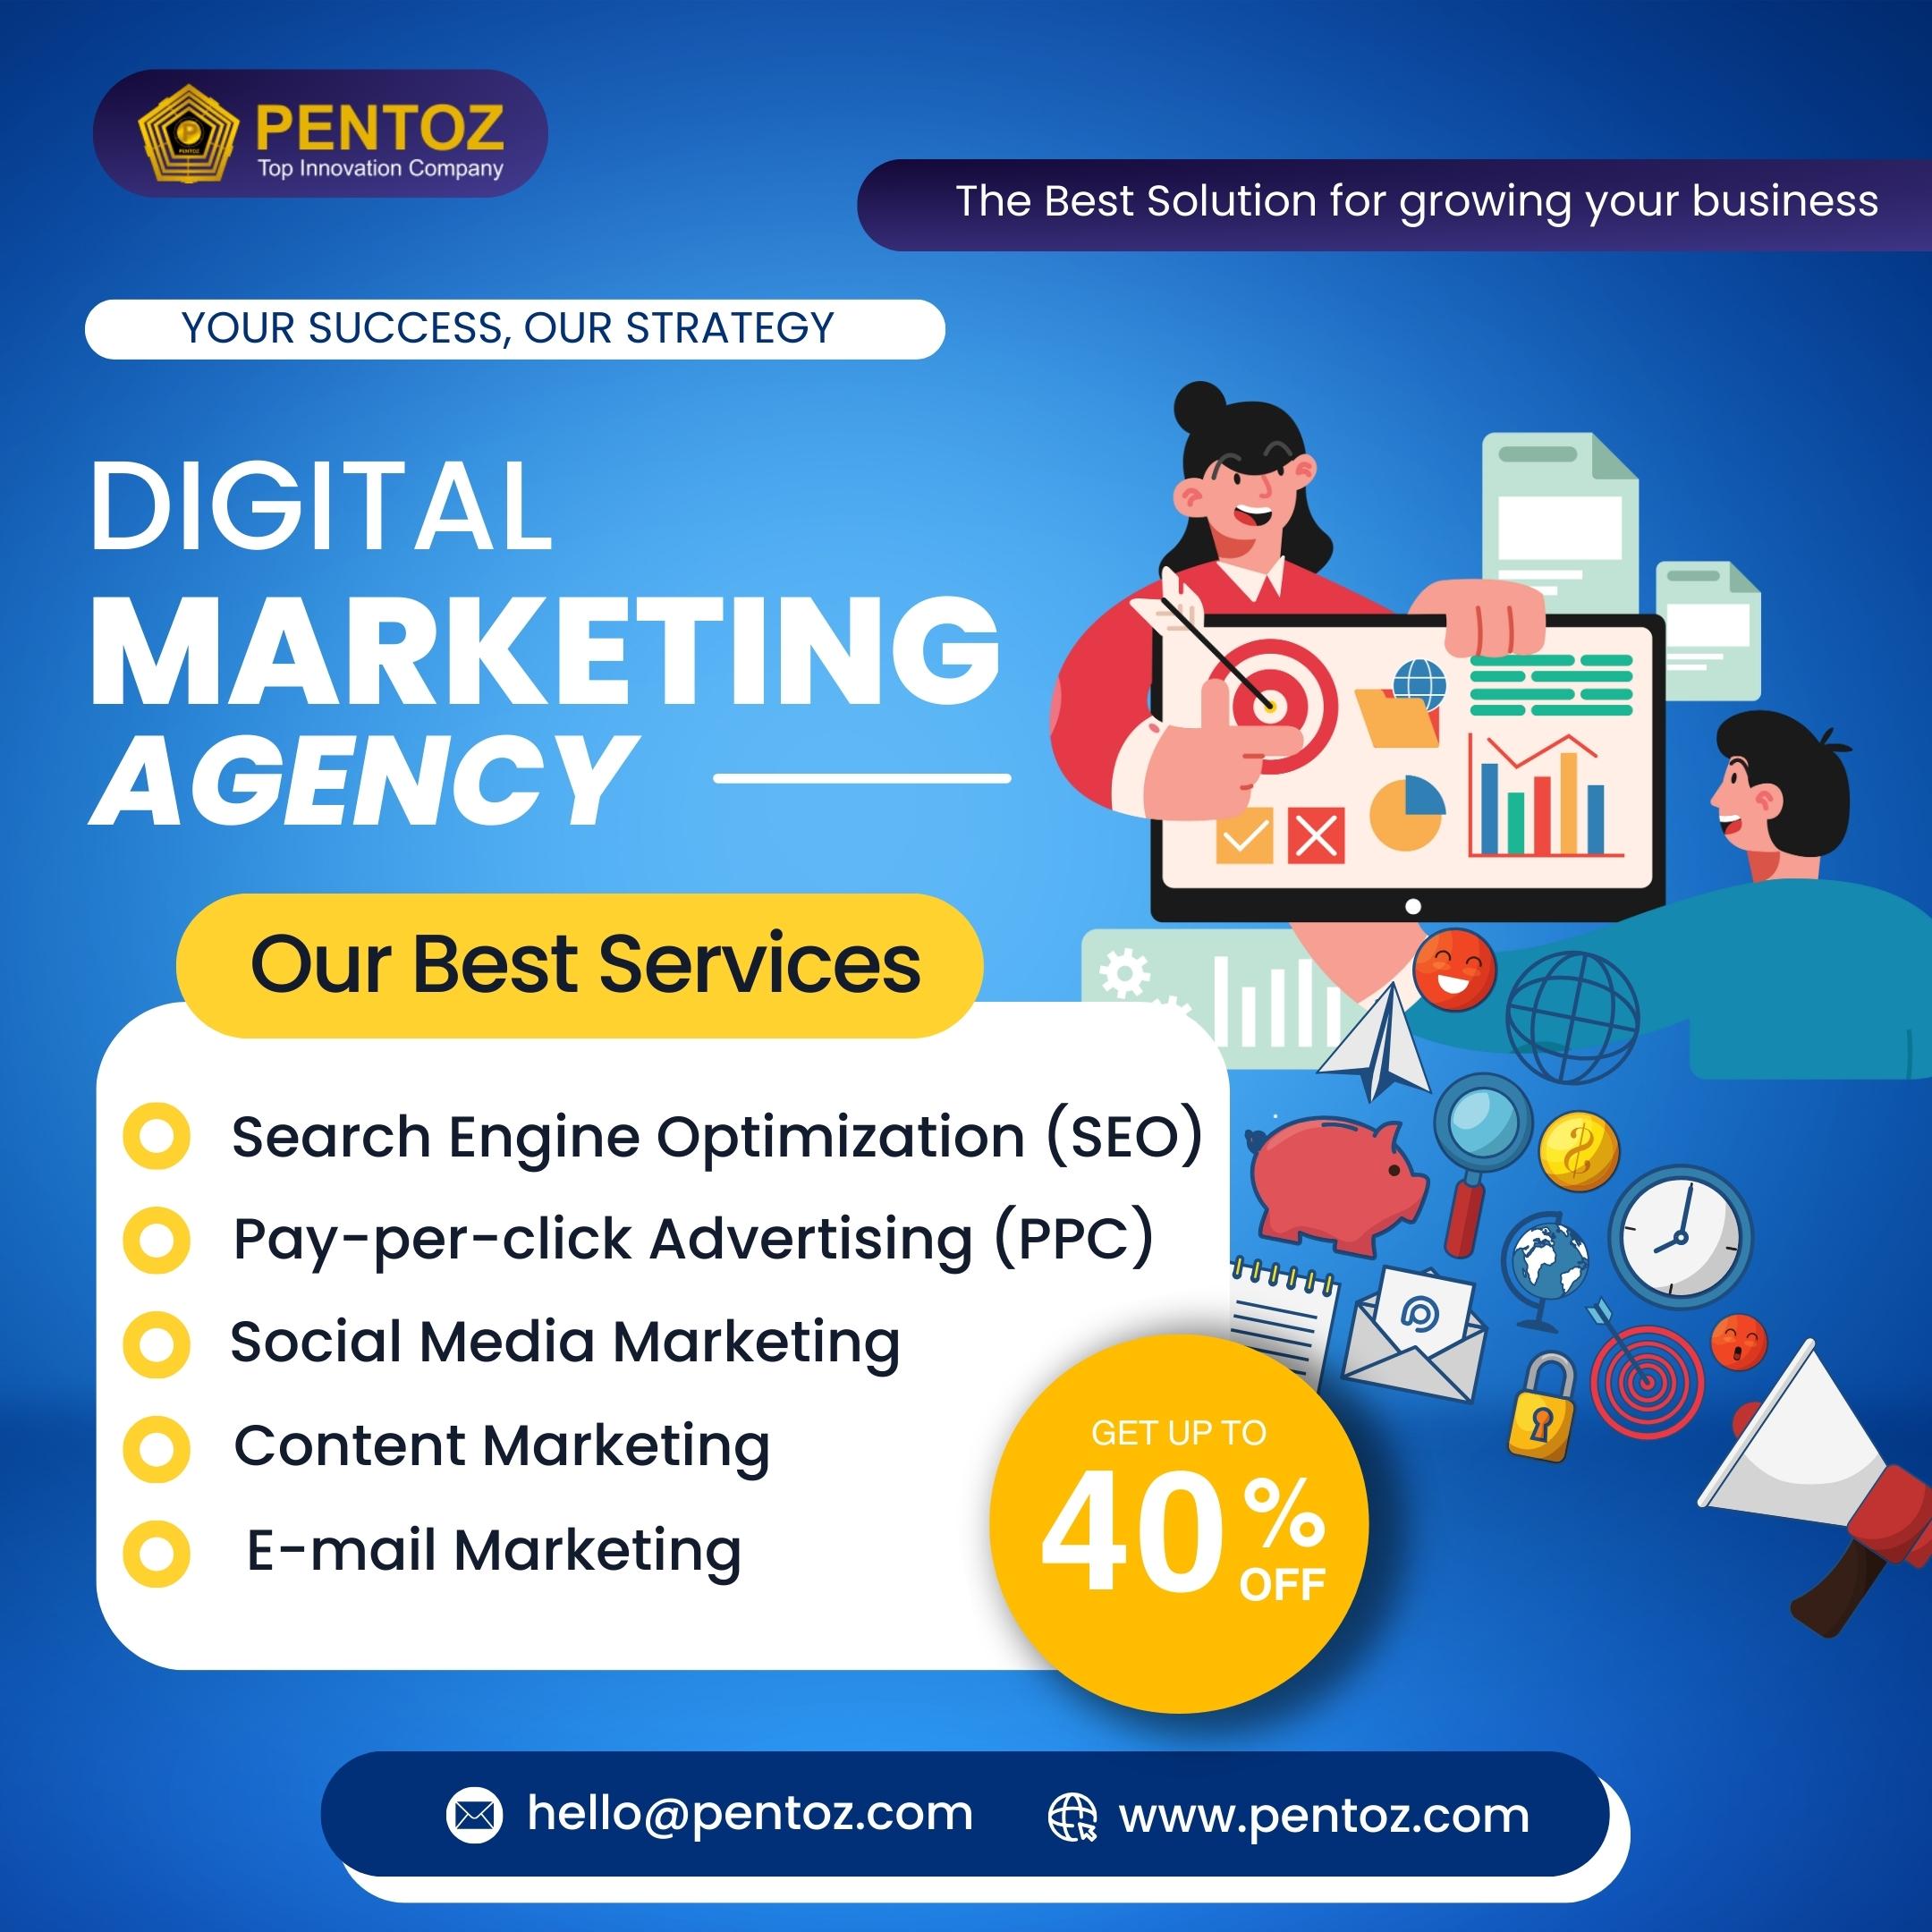 PENTOZ
Top Innovation Company
The Best Solution for growing your business
YOUR SUCCESS, OUR STRATEGY
DIGITAL
MARKETING
AGENCY
Our Best Services
Search Engine Optimization (SEO)
Pay-per-click Advertising (PPC)
Social Media Marketing
Content Marketing
E-mail Marketing
GET UP TO
40%
OFF
hello@pentoz.com
www.pentoz.com